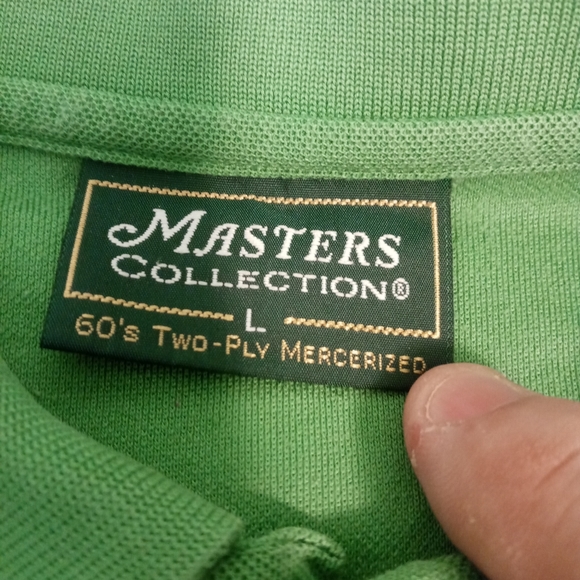 MASTERS
COLLECTION®
L
60's TWO-PLY MERCERIZED